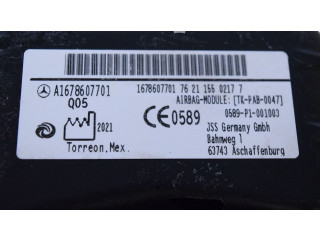 A1678607701
Q05
2021
Torreon,Mex.
1678607701 76 21 155 0217 7
AIRBAG-MODULE:[TK-PAB-0047]
CE0589
0589-P1-001003
JSS Germany GmbH
Bahnweg 1
63743 Aschaffenburg